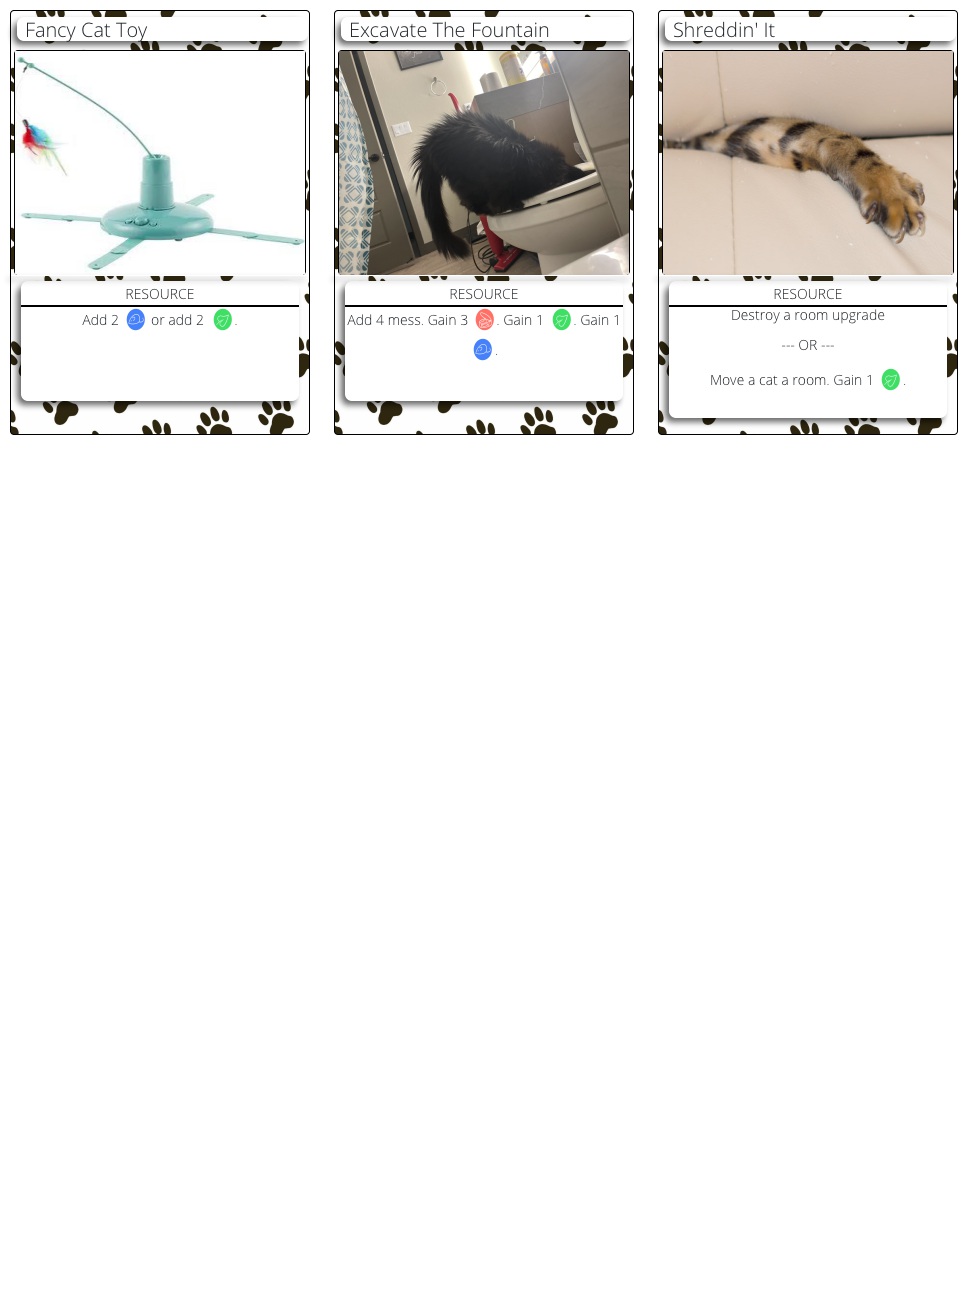 Fancy Cat Toy
RESOURCE
Add 2 or add 2 .
Excavate The Fountain
RESOURCE
Add 4 mess. Gain 3 . Gain 1 . Gain 1
.
Shreddin' It
RESOURCE
Destroy a room upgrade
--- OR ---
Move a cat a room. Gain 1 .